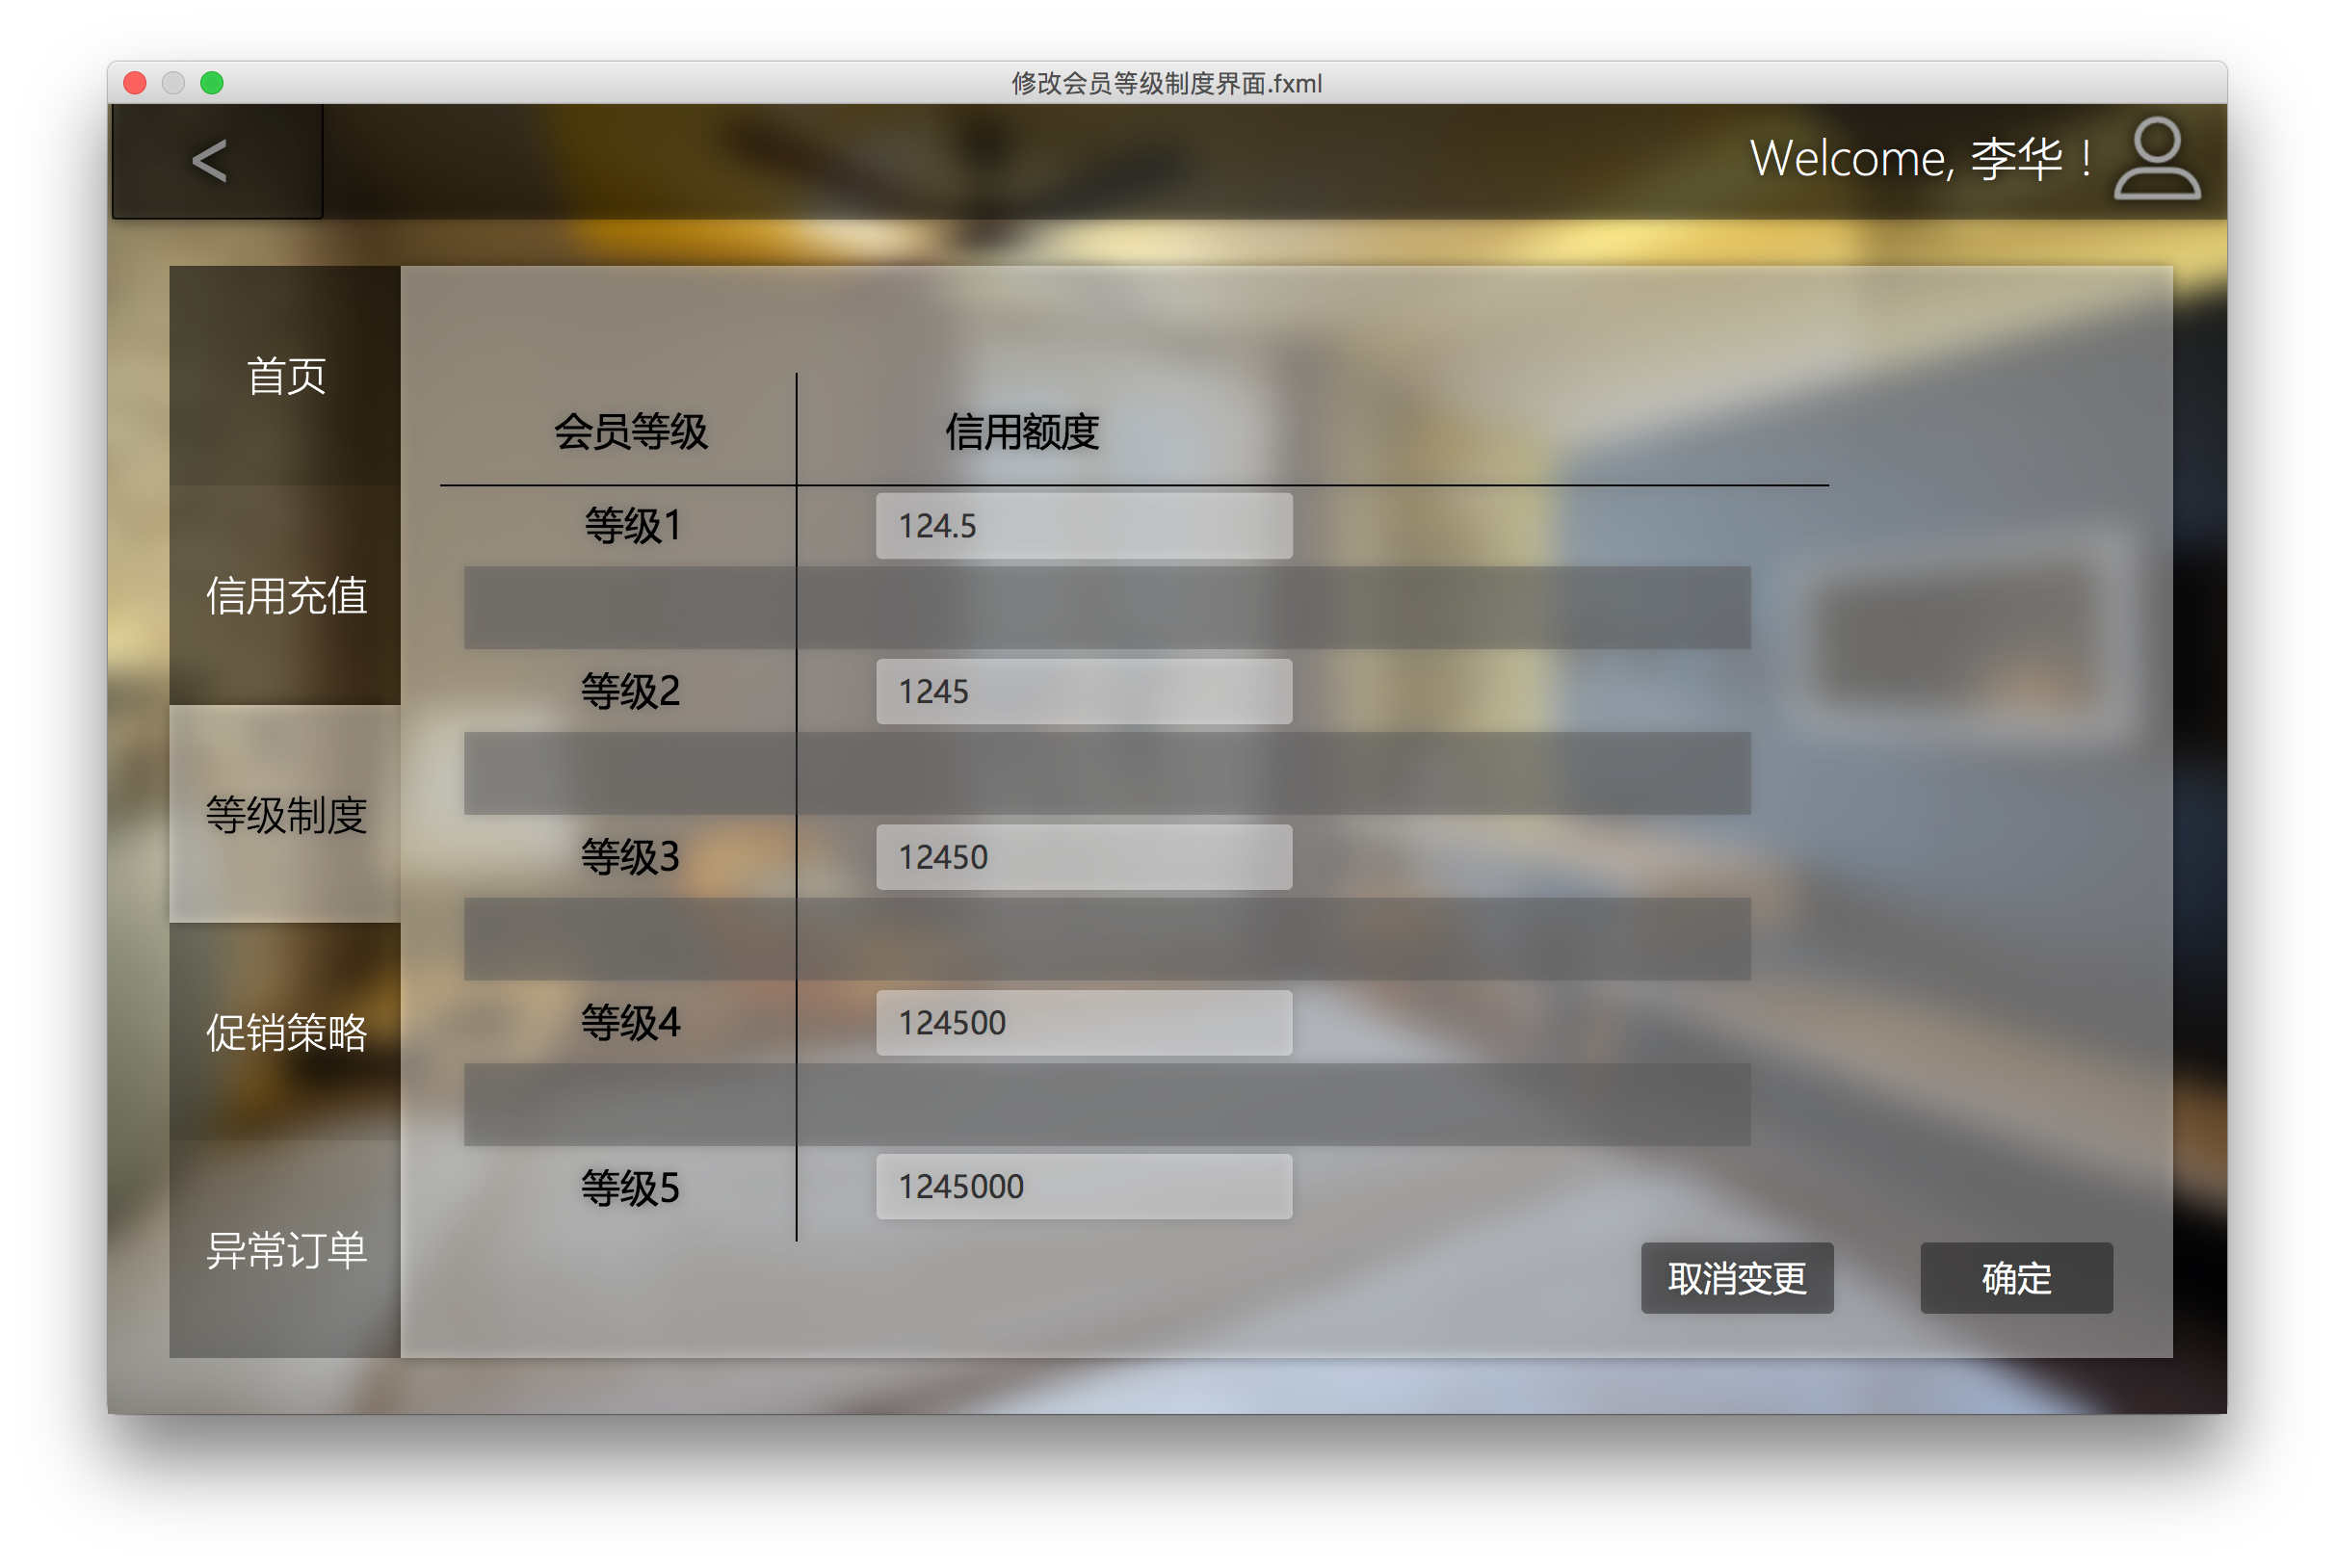 修改会员等级制度界面.fxml
<
Welcome, 李华！
首页
信用充值
等级制度
促销策略
异常订单
会员等级 信用额度
等级1 124.5
等级2 1245
等级3 12450
等级4 124500
等级5 1245000
取消变更 确定